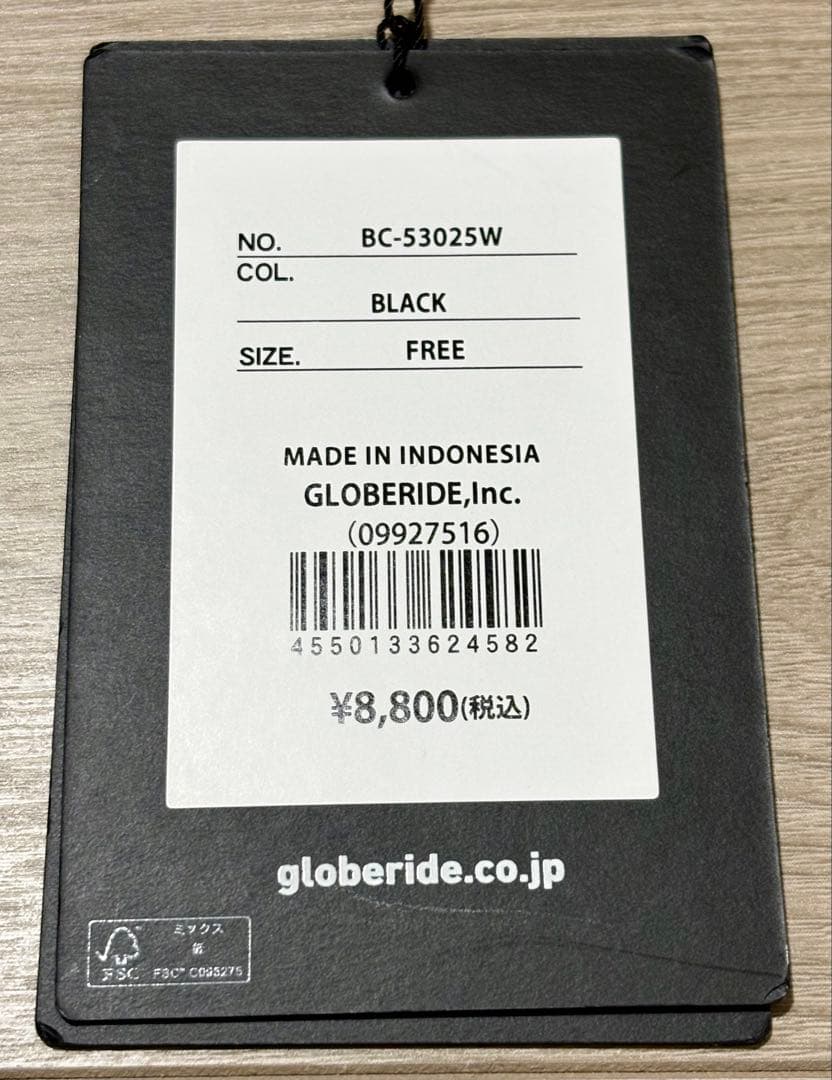 NO. BC-53025W
COL.
BLACK
SIZE. FREE
MADE IN INDONESIA
GLOBERIDE,Inc.
(09927516)
4550133624582
¥8,800(税込)
globeride.co.jp
ミックス
紙
FSC FSC® C095275